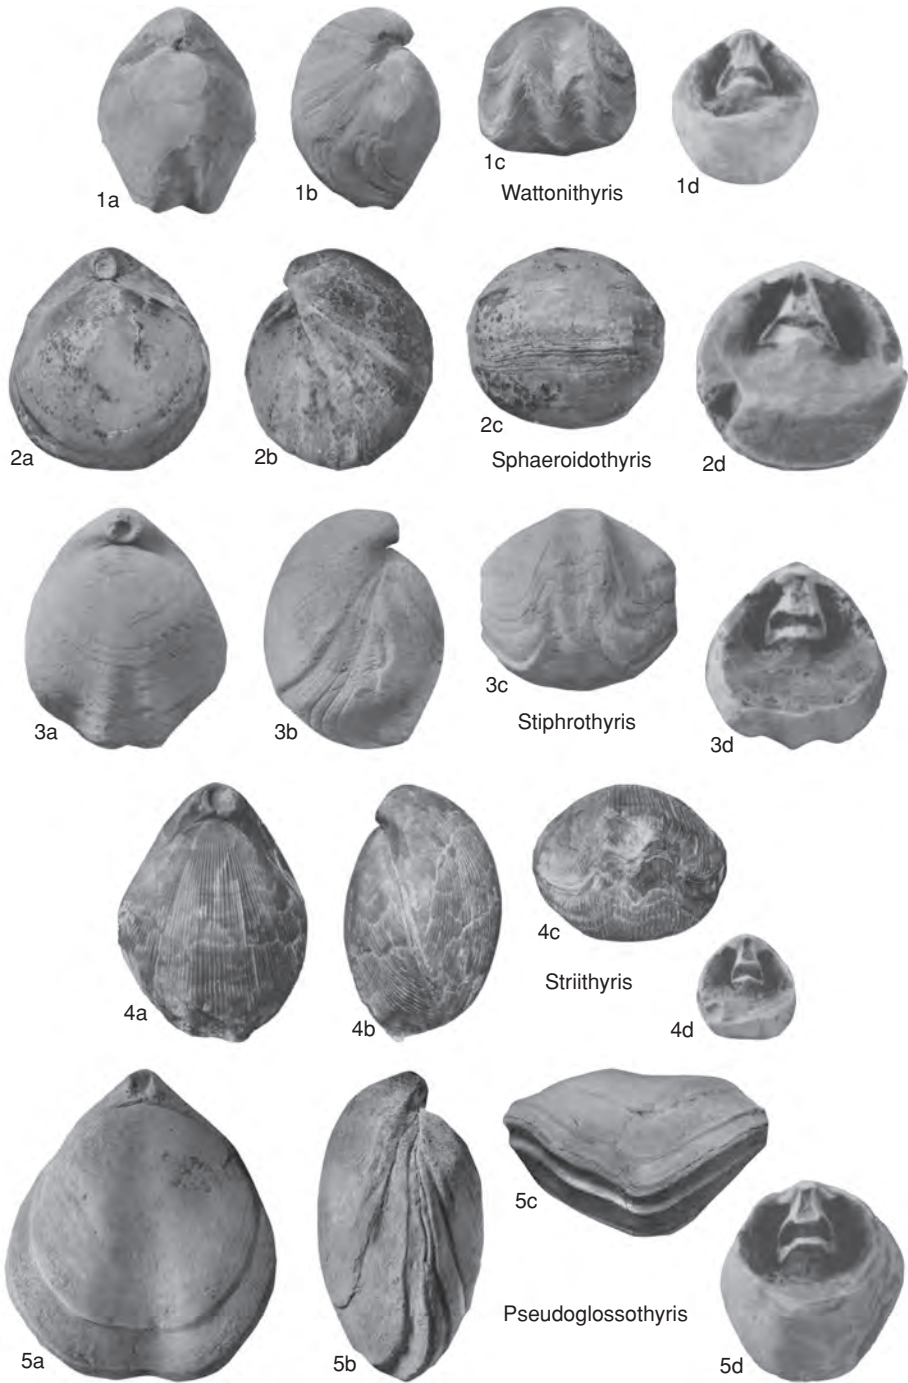 1a
1b
1c
Wattonithyris
1d
2a
2b
2c
Sphaeroidothyris
2d
3a
3b
3c
Stiphrothyris
3d
4a
4b
4c
Striithyris
4d
5a
5b
5c
Pseudoglossothyris
5d